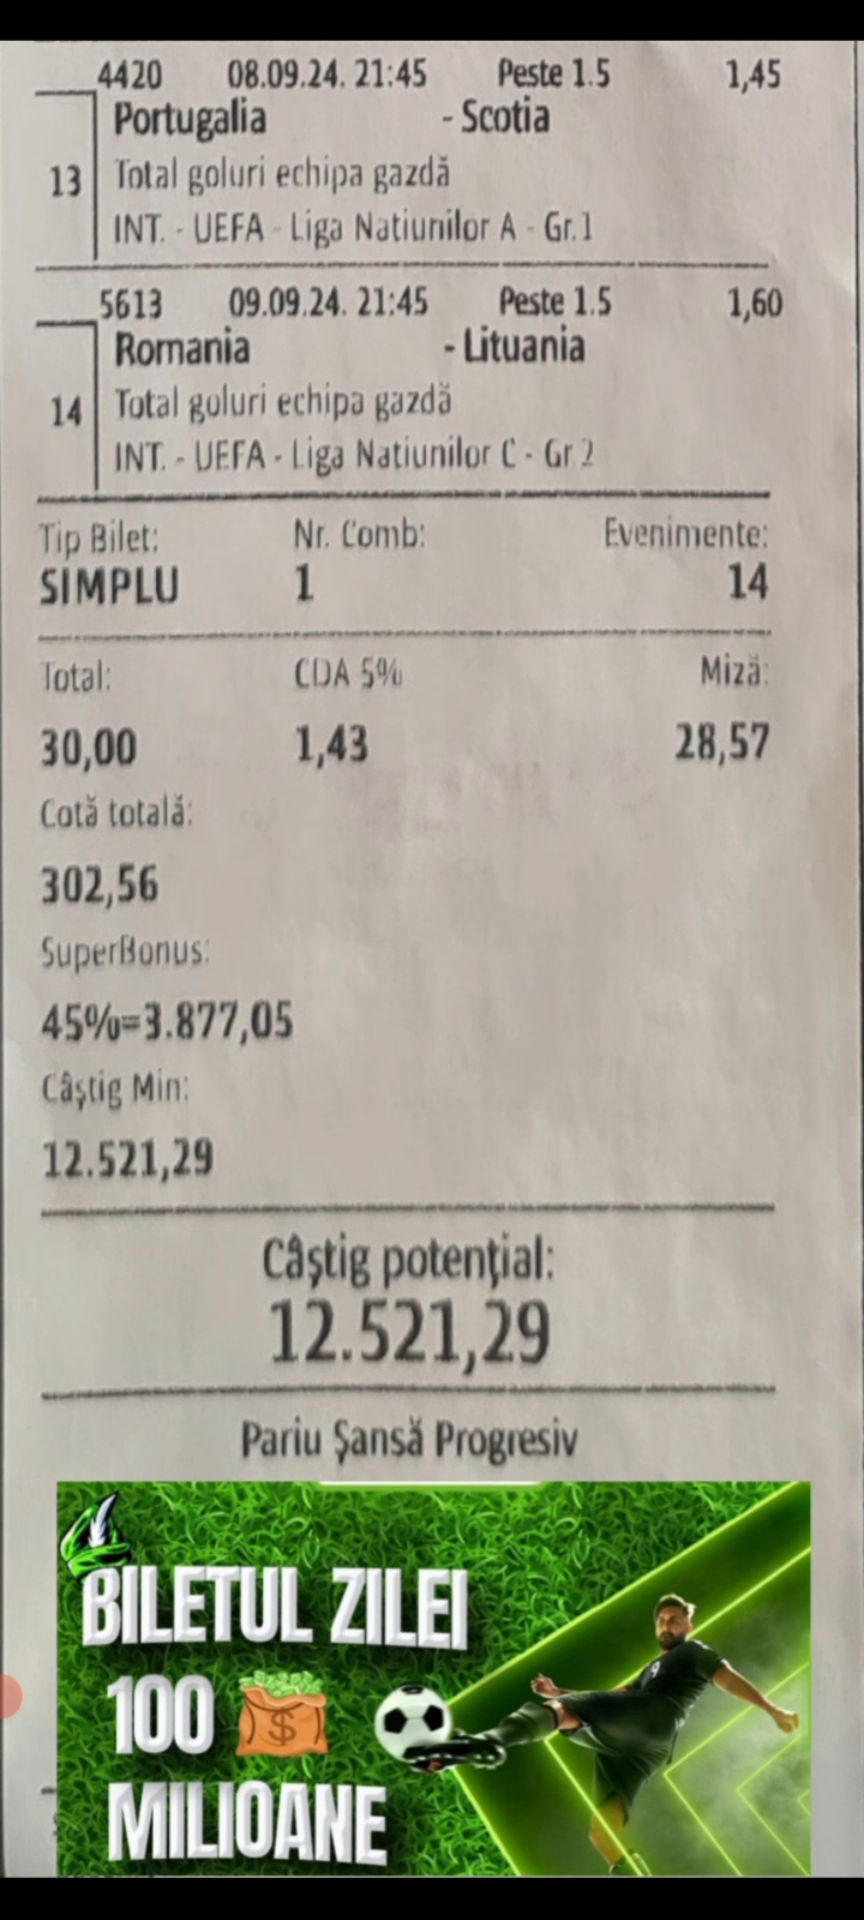 4420 08.09.24. 21:45 Peste 1.5 1,45
Portugalia - Scotia
13 Total goluri echipa gazdă
INT. - UEFA - Liga Natiunilor A - Gr.1
5613 09.09.24. 21:45 Peste 1.5 1,60
Romania - Lituania
14 Total goluri echipa gazdă
INT. - UEFA - Liga Natiunilor C - Gr.2
Tip Bilet: Nr. Comb: Evenimente:
SIMPLU 1 14
Total: CDA 5% Miză:
30,00 1,43 28,57
Cotă totală:
302,56
SuperBonus:
45%=3.877,05
Câştig Min:
12.521,29
Câştig potenţial:
12.521,29
Pariu Şansă Progresiv
BILETUL ZILEI
100
MILIOANE